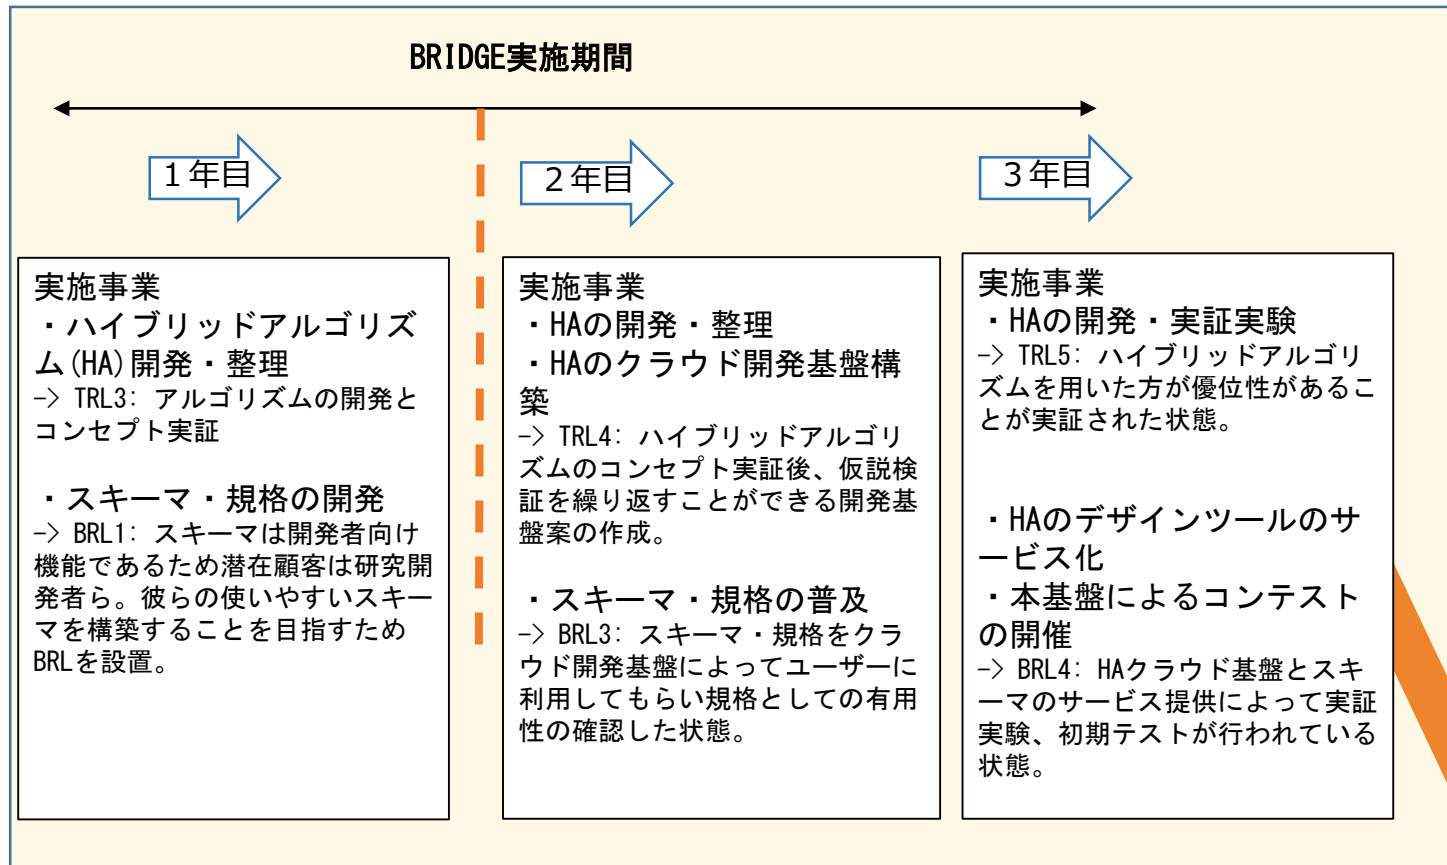 BRIDGE実施期間
１年目
２年目
３年目
実施事業
・ハイブリッドアルゴリズ
ム(HA)開発・整理
-> TRL3: アルゴリズムの開発と
コンセプト実証
・スキーマ・規格の開発
-> BRL1: スキーマは開発者向け
機能であるため潜在顧客は研究開
発者ら。彼らの使いやすいスキー
マを構築することを目指すため
BRLを設置。
実施事業
・HAの開発・整理
・HAのクラウド開発基盤構
築
-> TRL4: ハイブリッドアルゴリ
ズムのコンセプト実証後、仮説検
証を繰り返すことができる開発基
盤案の作成。
・スキーマ・規格の普及
-> BRL3: スキーマ・規格をクラ
ウド開発基盤によってユーザーに
利用してもらい規格としての有用
性の確認した状態。
実施事業
・HAの開発・実証実験
-> TRL5: ハイブリッドアルゴリ
ズムを用いた方が優位性があるこ
とが実証された状態。
・HAのデザインツールのサ
ービス化
・本基盤によるコンテスト
の開催
-> BRL4: HAクラウド基盤とスキ
ーマのサービス提供によって実証
実験、初期テストが行われている
状態。